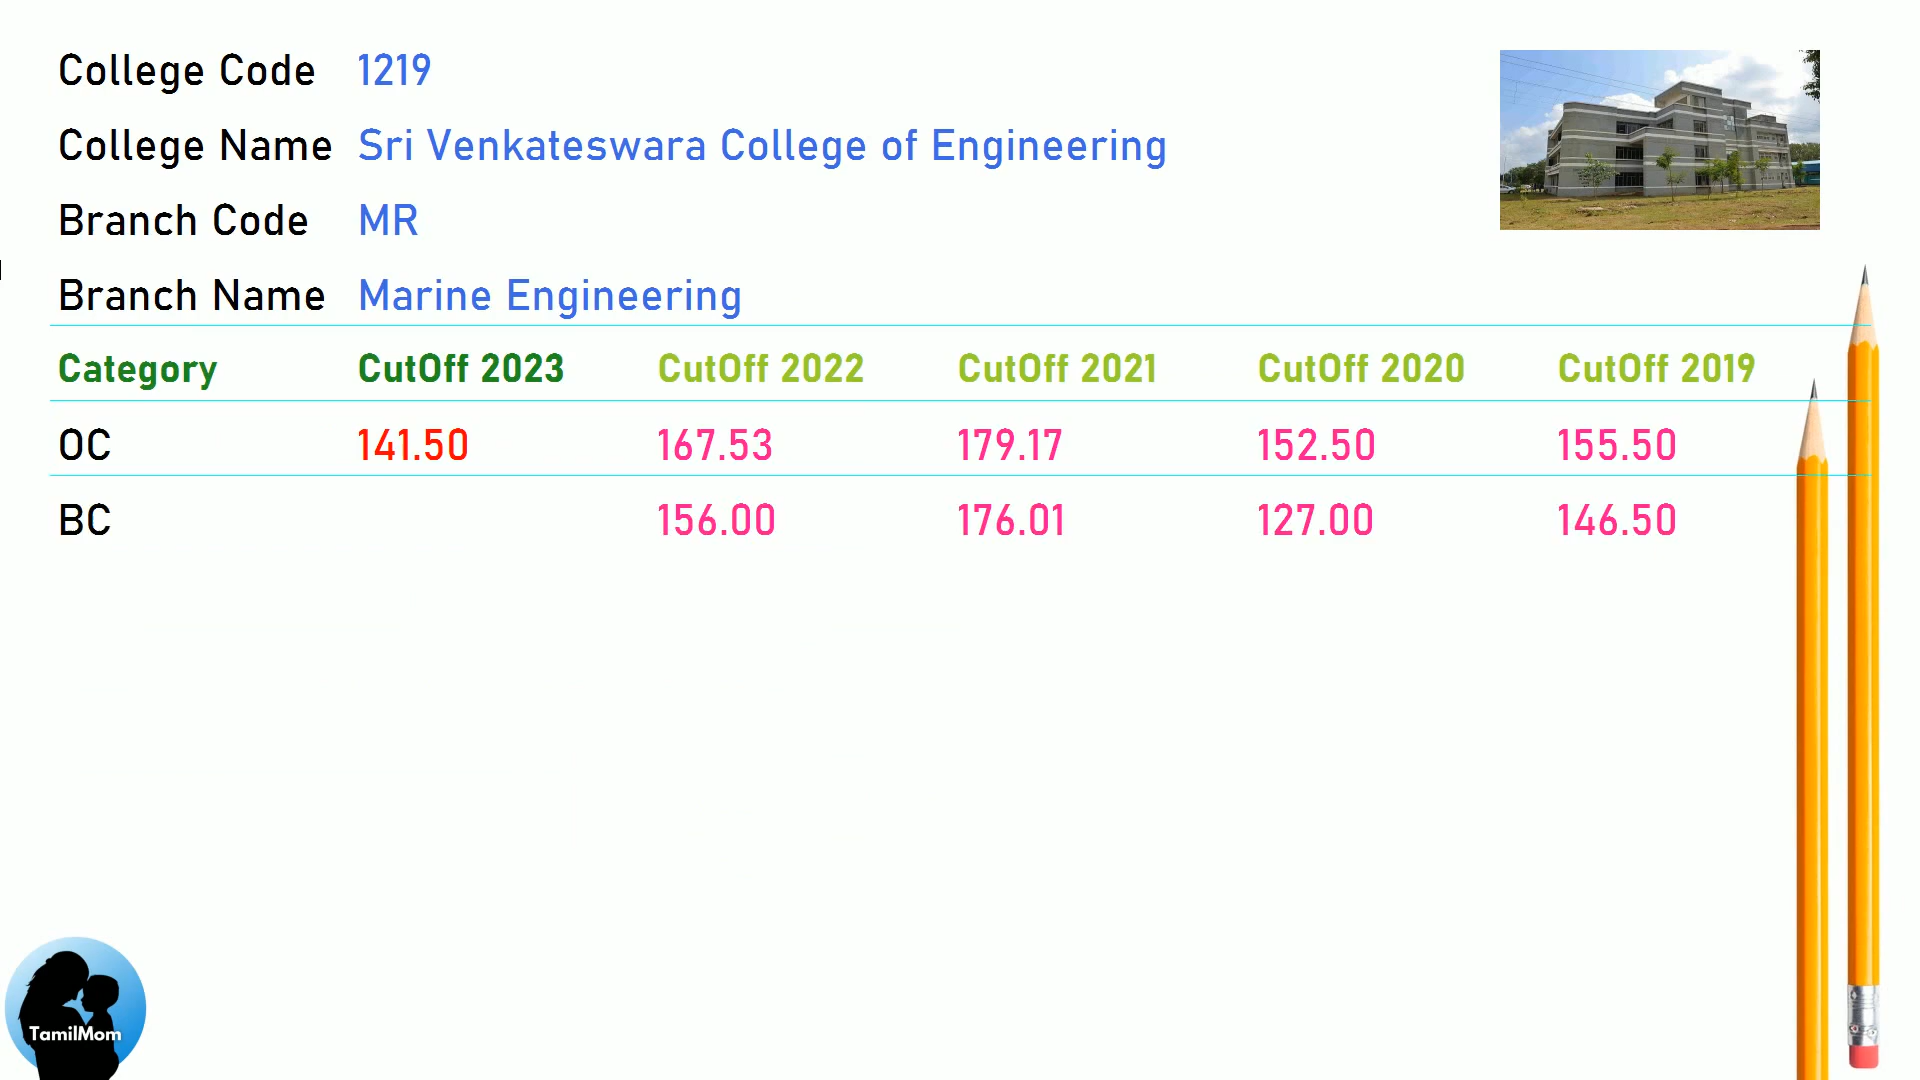 College Code 1219
College Name Sri Venkateswara College of Engineering
Branch Code MR
Branch Name Marine Engineering
Category CutOff 2023 CutOff 2022 CutOff 2021 CutOff 2020 CutOff 2019
OC 141.50 167.53 179.17 152.50 155.50
BC 156.00 176.01 127.00 146.50
TamilMom